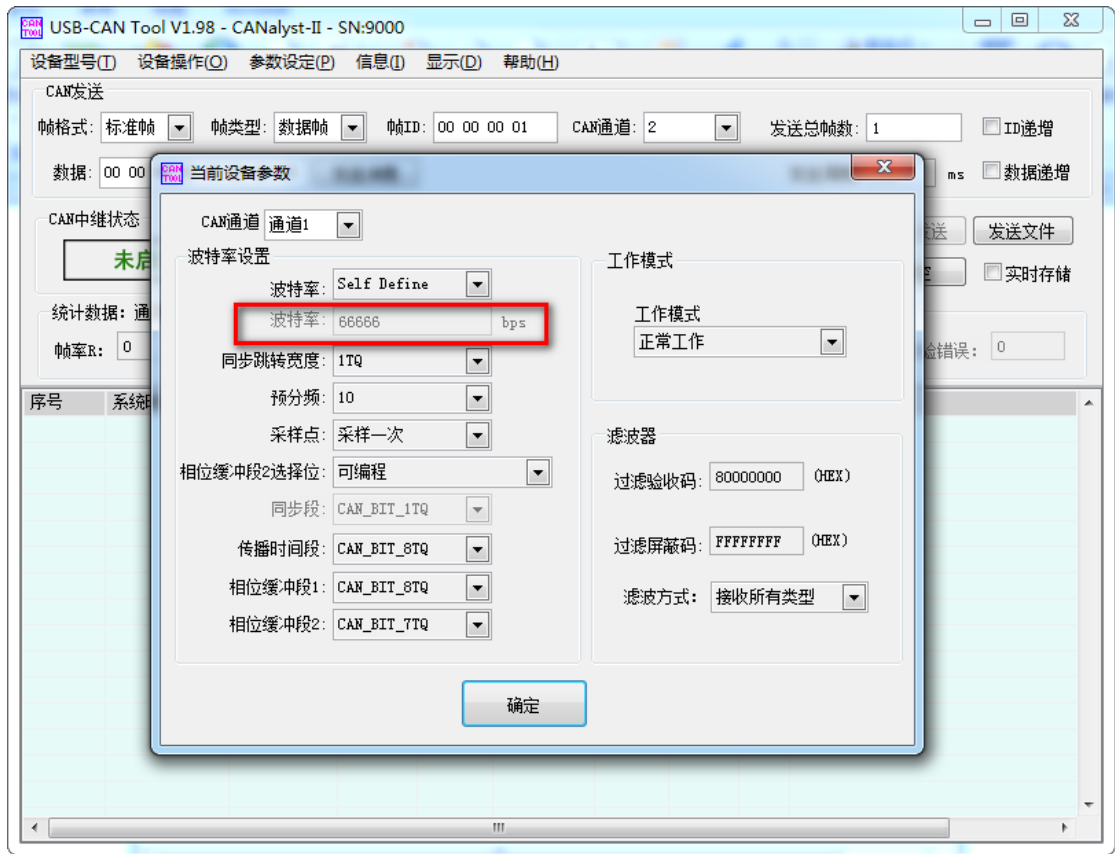 USB-CAN Tool V1.98 - CANalyst-II - SN:9000
设备型号(T) 设备操作(O) 参数设定(P) 信息(I) 显示(D) 帮助(H)
CAN发送
帧格式: 标准帧 帧类型: 数据帧 帧ID: 00 00 00 01 CAN通道: 2 发送总帧数: 1 ID递增
数据: 00 00 ms 数据递增
CAN中继状态
未启 发送文件
实时存储
统计数据: 通
帧率R: 0 错误: 0
序号 系统
当前设备参数
CAN通道 通道1
波特率设置
波特率: Self Define
波特率: 66666 bps
同步跳转宽度: 1TQ
预分频: 10
采样点: 采样一次
相位缓冲段2选择位: 可编程
同步段: CAN_BIT_1TQ
传播时间段: CAN_BIT_8TQ
相位缓冲段1: CAN_BIT_8TQ
相位缓冲段2: CAN_BIT_7TQ
工作模式
工作模式
正常工作
滤波器
过滤验收码: 80000000 (HEX)
过滤屏蔽码: FFFFFFFF (HEX)
滤波方式: 接收所有类型
确定